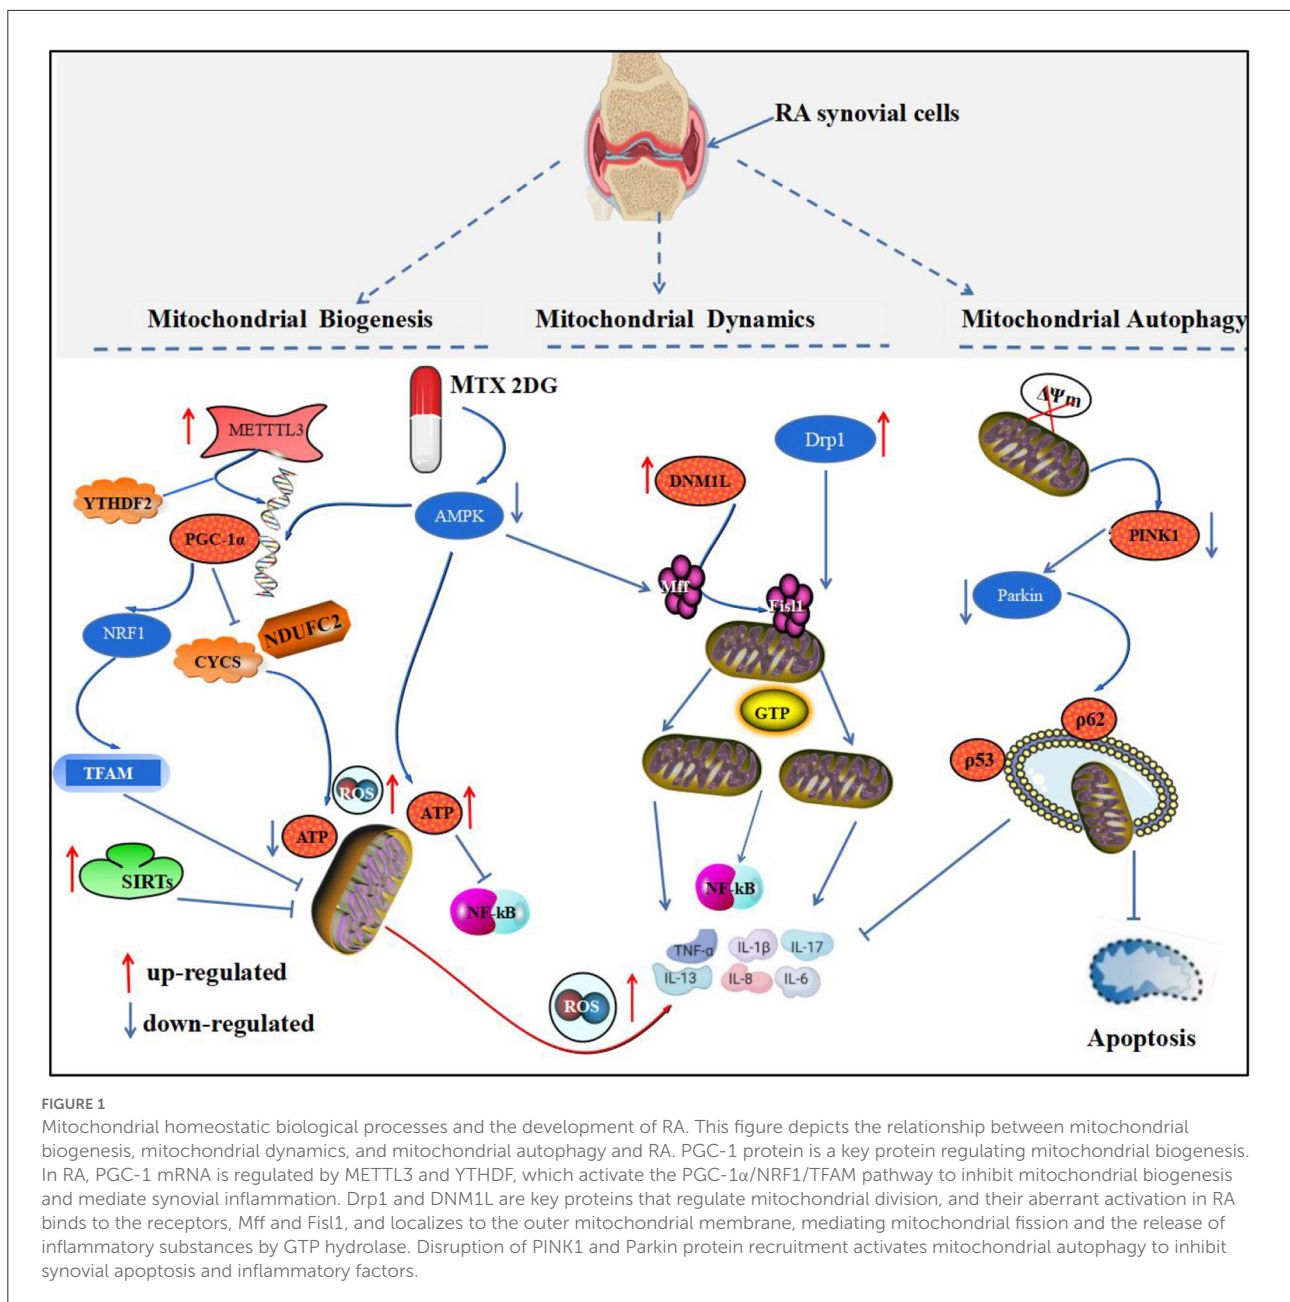 RA synovial cells
Mitochondrial Biogenesis
Mitochondrial Dynamics
Mitochondrial Autophagy
MTX 2DG
ΔΨm
METTTL3
Drp1
DNM1L
YTHDF2
AMPK
PGC-1α
PINK1
Mff
Fisl1
Parkin
NRF1
NDUFC2
CYCS
GTP
ρ62
ρ53
TFAM
ROS
ATP
ATP
SIRTs
NF-kB
NF-kB
TNF-α
IL-1β
IL-17
IL-13
IL-8
IL-6
up-regulated
ROS
down-regulated
Apoptosis
FIGURE 1
Mitochondrial homeostatic biological processes and the development of RA. This figure depicts the relationship between mitochondrial
biogenesis, mitochondrial dynamics, and mitochondrial autophagy and RA. PGC-1 protein is a key protein regulating mitochondrial biogenesis.
In RA, PGC-1 mRNA is regulated by METTL3 and YTHDF, which activate the PGC-1α/NRF1/TFAM pathway to inhibit mitochondrial biogenesis
and mediate synovial inflammation. Drp1 and DNM1L are key proteins that regulate mitochondrial division, and their aberrant activation in RA
binds to the receptors, Mff and Fisl1, and localizes to the outer mitochondrial membrane, mediating mitochondrial fission and the release of
inflammatory substances by GTP hydrolase. Disruption of PINK1 and Parkin protein recruitment activates mitochondrial autophagy to inhibit
synovial apoptosis and inflammatory factors.